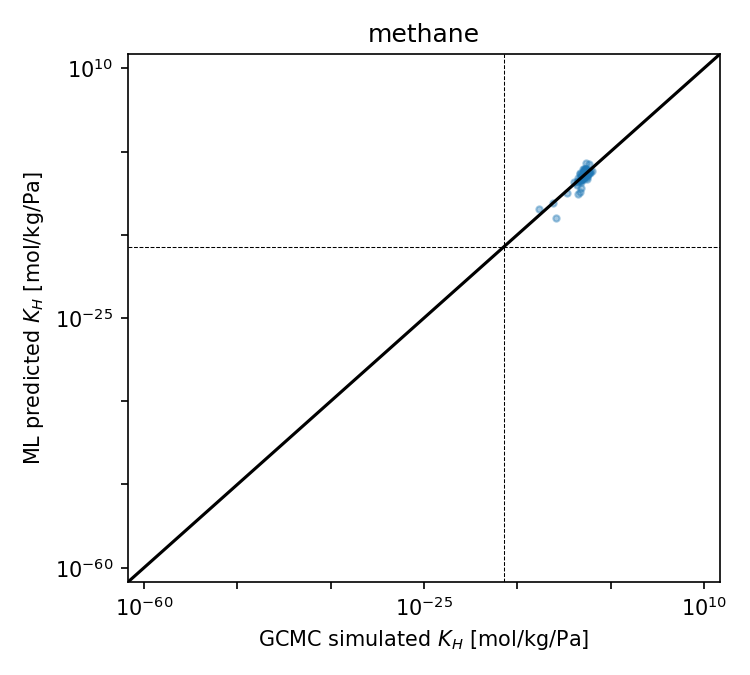 methane
10^10
10^-25
10^-60
ML predicted K_H [mol/kg/Pa]
10^-60 10^-25 10^10
GCMC simulated K_H [mol/kg/Pa]